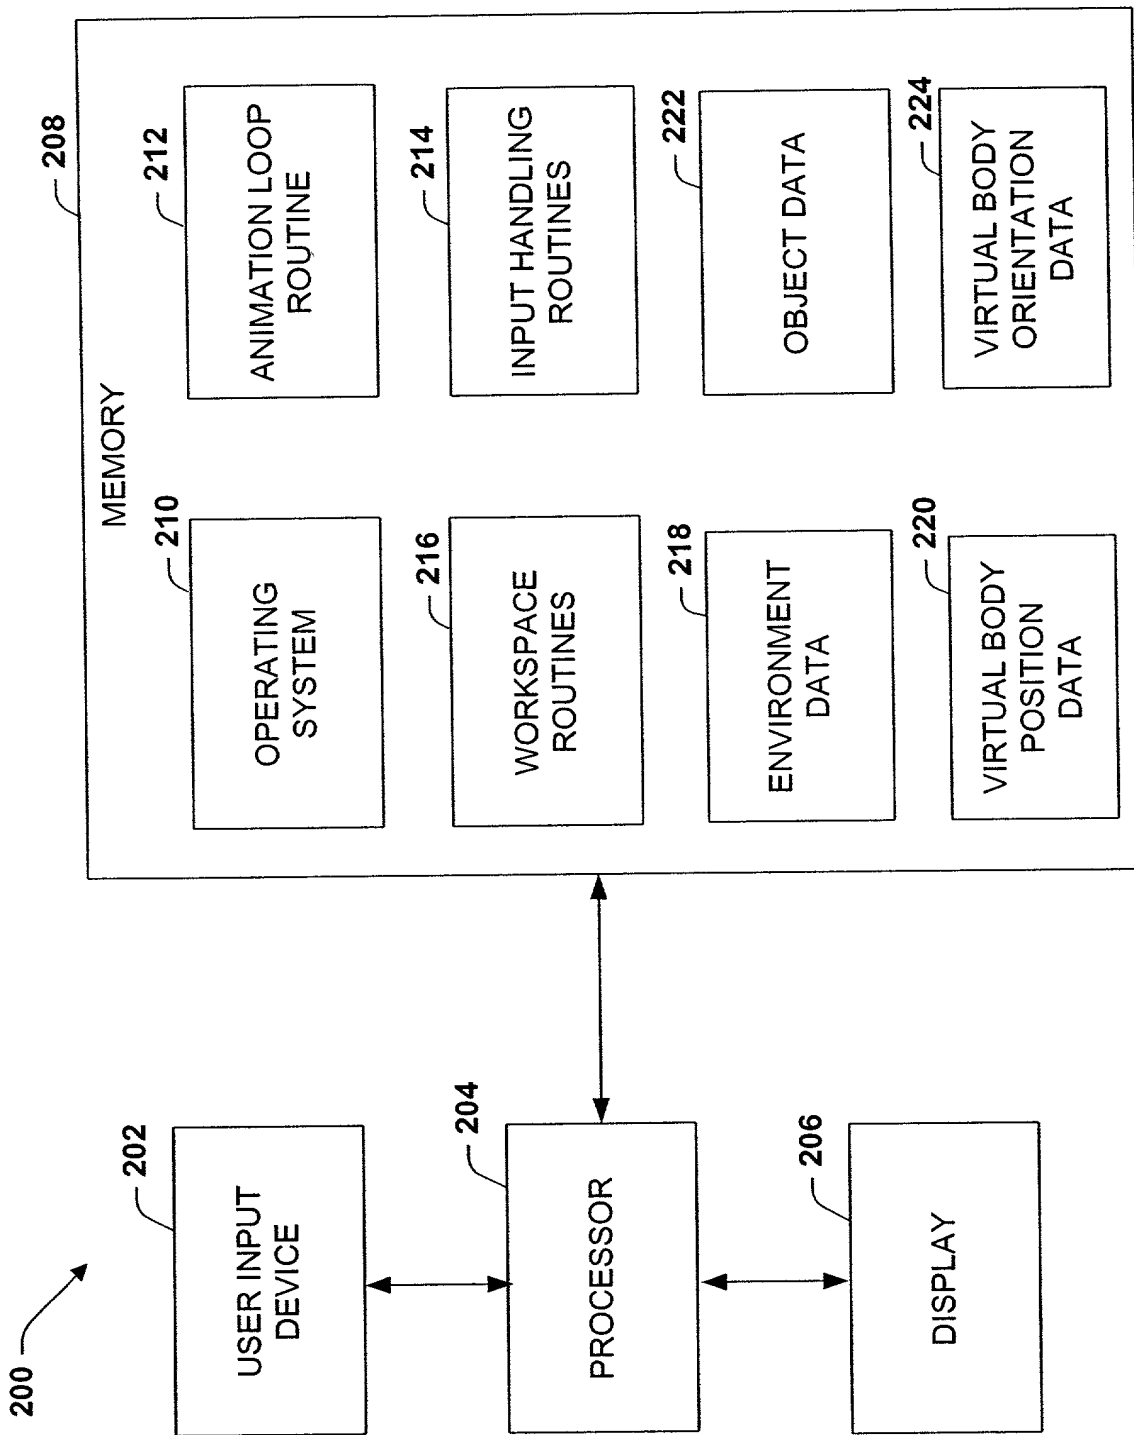 200
202
USER INPUT
DEVICE
204
PROCESSOR
206
DISPLAY
208
MEMORY
210
OPERATING
SYSTEM
212
ANIMATION LOOP
ROUTINE
216
WORKSPACE
ROUTINES
214
INPUT HANDLING
ROUTINES
218
ENVIRONMENT
DATA
222
OBJECT DATA
220
VIRTUAL BODY
POSITION
DATA
224
VIRTUAL BODY
ORIENTATION
DATA